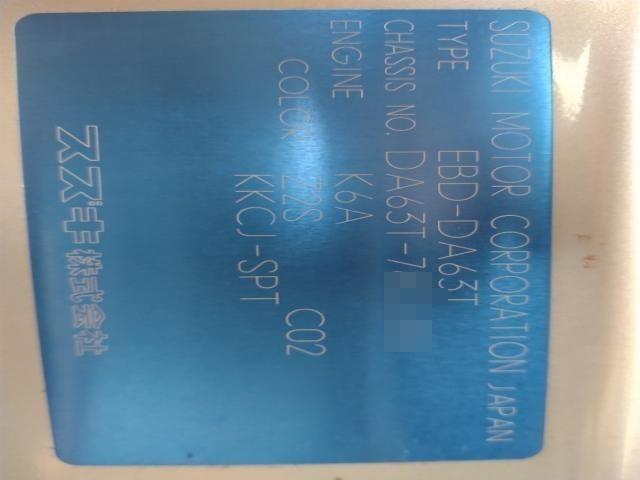 SUZUKI MOTOR CORPORATION JAPAN
TYPE EBD-DA63T
CHASSIS NO. DA63T-7
ENGINE K6A
COLOR Z2S C02
KKCJ-SPT
スズキ株式会社